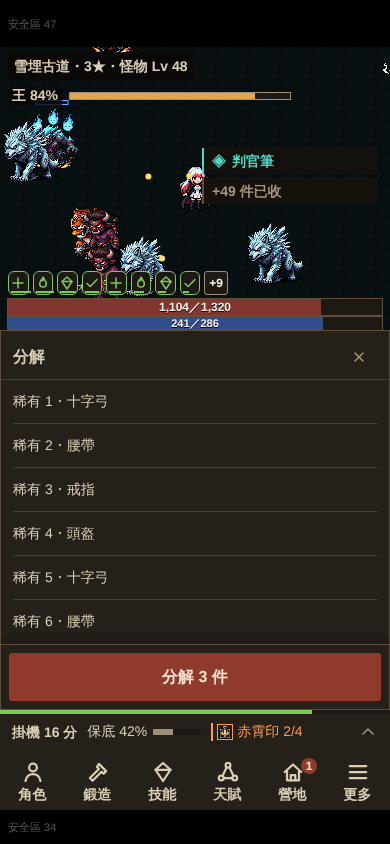 安全區 47
雪埋古道・3★・怪物 Lv 48
王 84%
判官筆
+49 件已收
+9
1,104／1,320
241／286
分解
稀有 1・十字弓
稀有 2・腰帶
稀有 3・戒指
稀有 4・頭盔
稀有 5・十字弓
稀有 6・腰帶
分解 3 件
掛機 16 分 保底 42% 赤霄印 2/4
1
角色 鍛造 技能 天賦 營地 更多
安全區 34